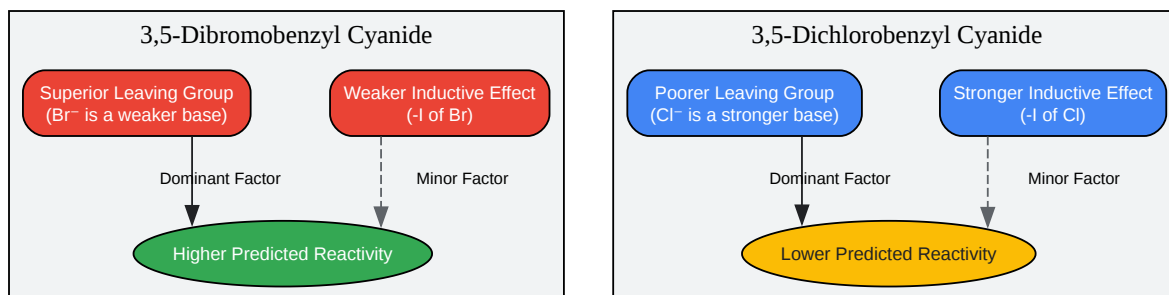 3,5-Dibromobenzyl Cyanide
Superior Leaving Group
(Br⁻ is a weaker base)
Weaker Inductive Effect
(-I of Br)
Dominant Factor
Minor Factor
Higher Predicted Reactivity
3,5-Dichlorobenzyl Cyanide
Poorer Leaving Group
(Cl⁻ is a stronger base)
Stronger Inductive Effect
(-I of Cl)
Dominant Factor
Minor Factor
Lower Predicted Reactivity